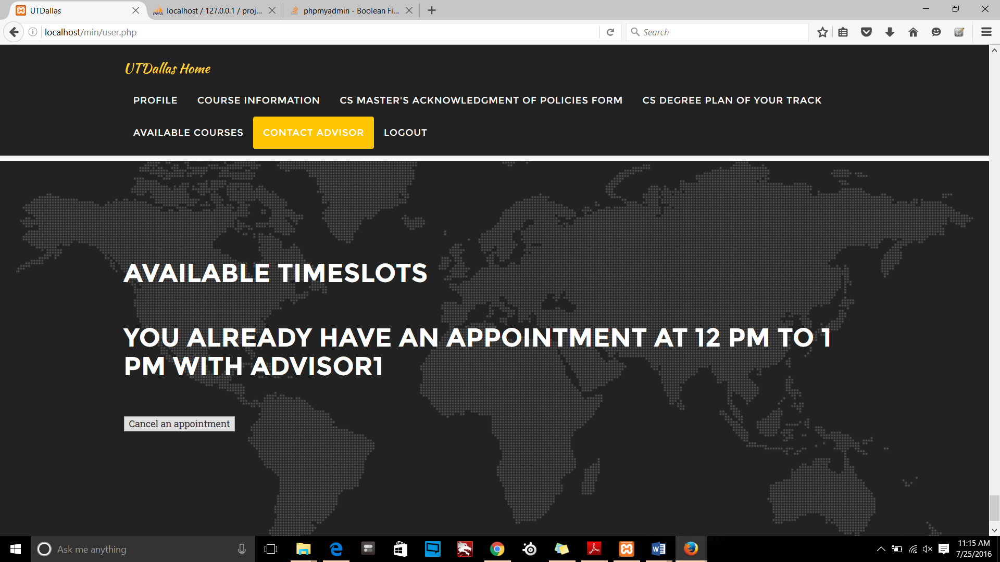 UTDallas
localhost / 127.0.0.1 / proj...
phpmyadmin - Boolean Fi...
localhost/min/user.php
Search
UTDallas Home
PROFILE COURSE INFORMATION CS MASTER'S ACKNOWLEDGMENT OF POLICIES FORM CS DEGREE PLAN OF YOUR TRACK
AVAILABLE COURSES CONTACT ADVISOR LOGOUT
AVAILABLE TIMESLOTS
YOU ALREADY HAVE AN APPOINTMENT AT 12 PM TO 1
PM WITH ADVISOR1
Cancel an appointment
Ask me anything
11:15 AM
7/25/2016